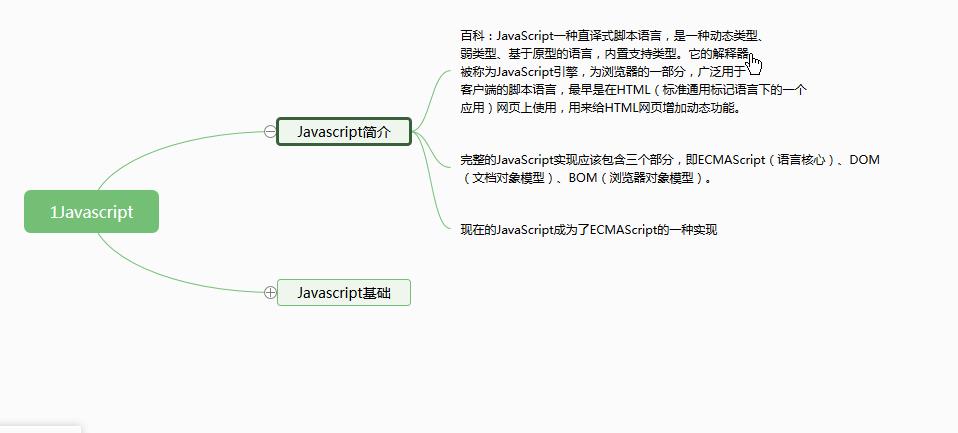 百科：JavaScript一种直译式脚本语言，是一种动态类型、
弱类型、基于原型的语言，内置支持类型。它的解释器
被称为JavaScript引擎，为浏览器的一部分，广泛用于
客户端的脚本语言，最早是在HTML（标准通用标记语言下的一个
应用）网页上使用，用来给HTML网页增加动态功能。
Javascript简介
完整的JavaScript实现应该包含三个部分，即ECMAScript（语言核心）、DOM
（文档对象模型）、BOM（浏览器对象模型）。
1Javascript
现在的JavaScript成为了ECMAScript的一种实现
Javascript基础